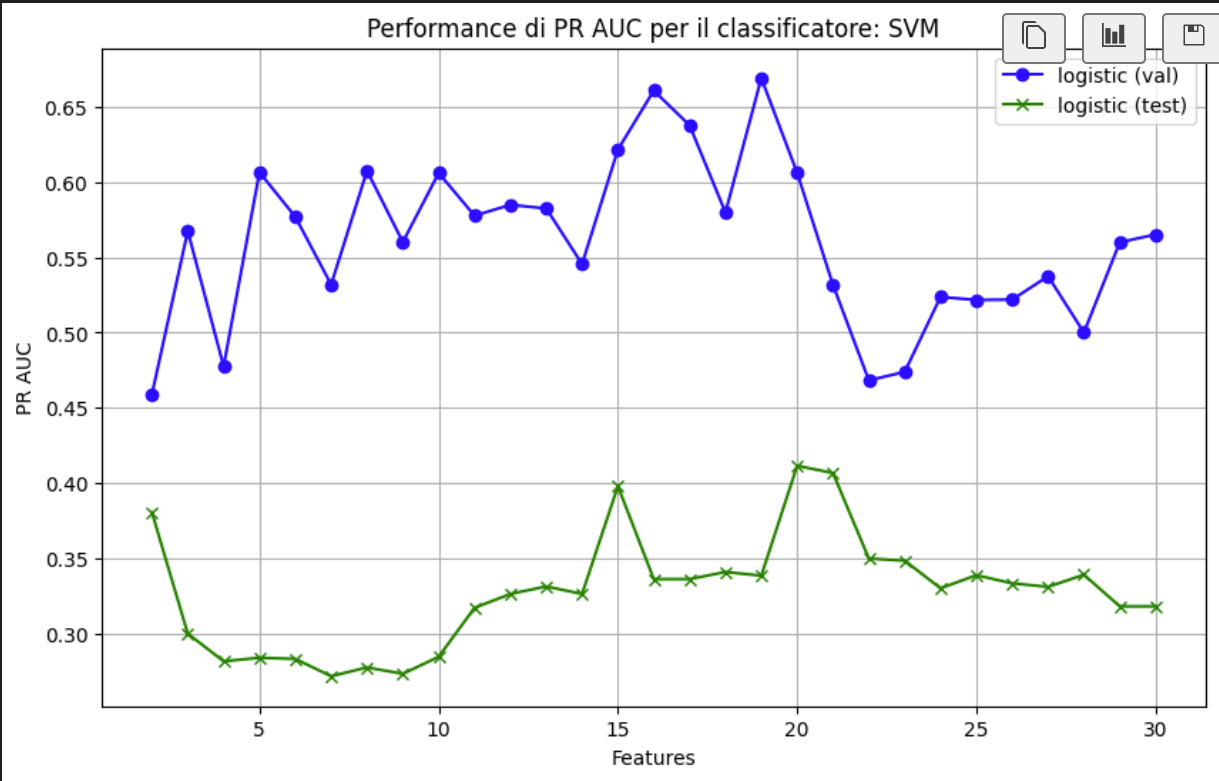 Performance di PR AUC per il classificatore: SVM
logistic (val)
logistic (test)
PR AUC
0.65
0.60
0.55
0.50
0.45
0.40
0.35
0.30
5 10 15 20 25 30
Features